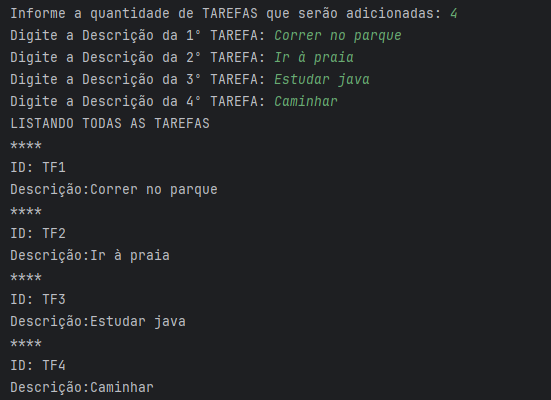 Informe a quantidade de TAREFAS que serão adicionadas: 4
Digite a Descrição da 1° TAREFA: Correr no parque
Digite a Descrição da 2° TAREFA: Ir à praia
Digite a Descrição da 3° TAREFA: Estudar java
Digite a Descrição da 4° TAREFA: Caminhar
LISTANDO TODAS AS TAREFAS
****
ID: TF1
Descrição:Correr no parque
****
ID: TF2
Descrição:Ir à praia
****
ID: TF3
Descrição:Estudar java
****
ID: TF4
Descrição:Caminhar